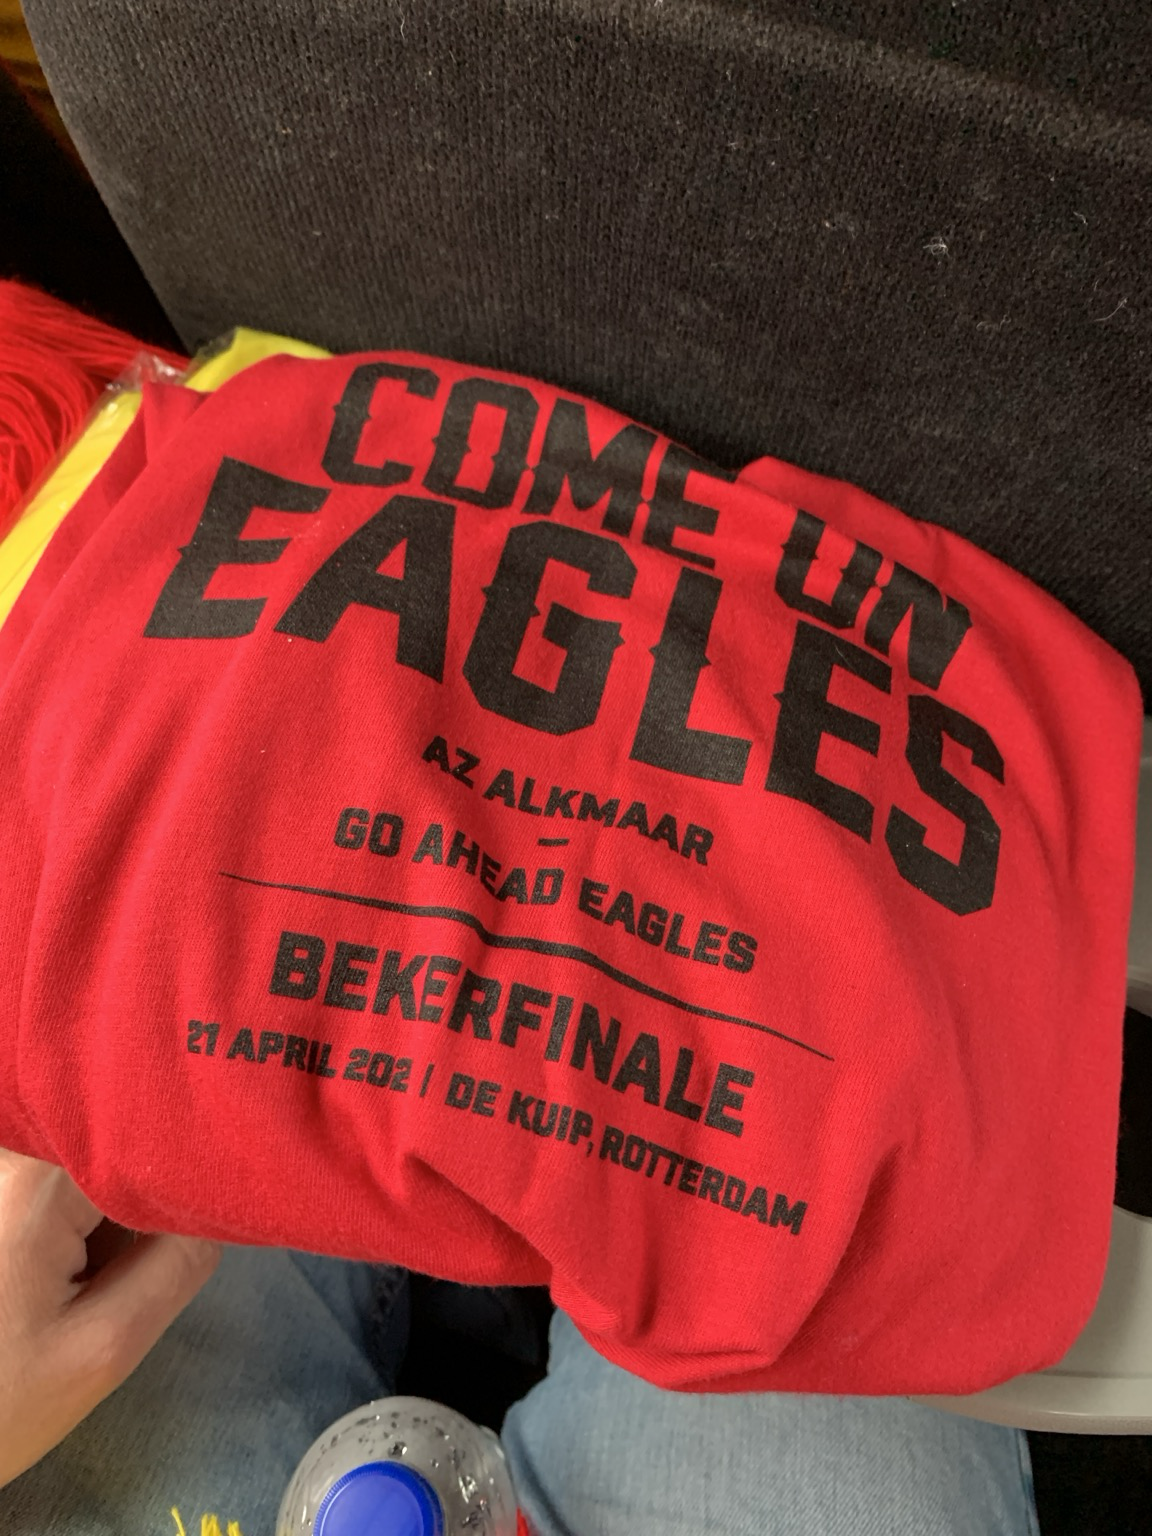 COME ON
EAGLES
AZ ALKMAAR
-
GO AHEAD EAGLES
BEKERFINALE
21 APRIL 202 | DE KUIP, ROTTERDAM